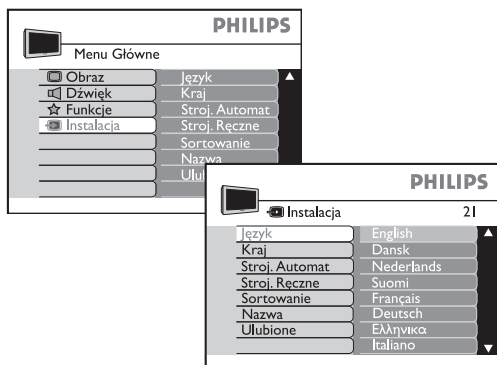 PHILIPS
Menu Główne
Obraz Język
Dźwięk Kraj
Funkcje Stroj. Automat
Instalacja Stroj. Ręczne
Sortowanie
Nazwa
PHILIPS
Instalacja 21
Język English
Kraj Dansk
Stroj. Automat Nederlands
Stroj. Ręczne Suomi
Sortowanie Français
Nazwa Deutsch
Ulubione Ελληνικα
Italiano